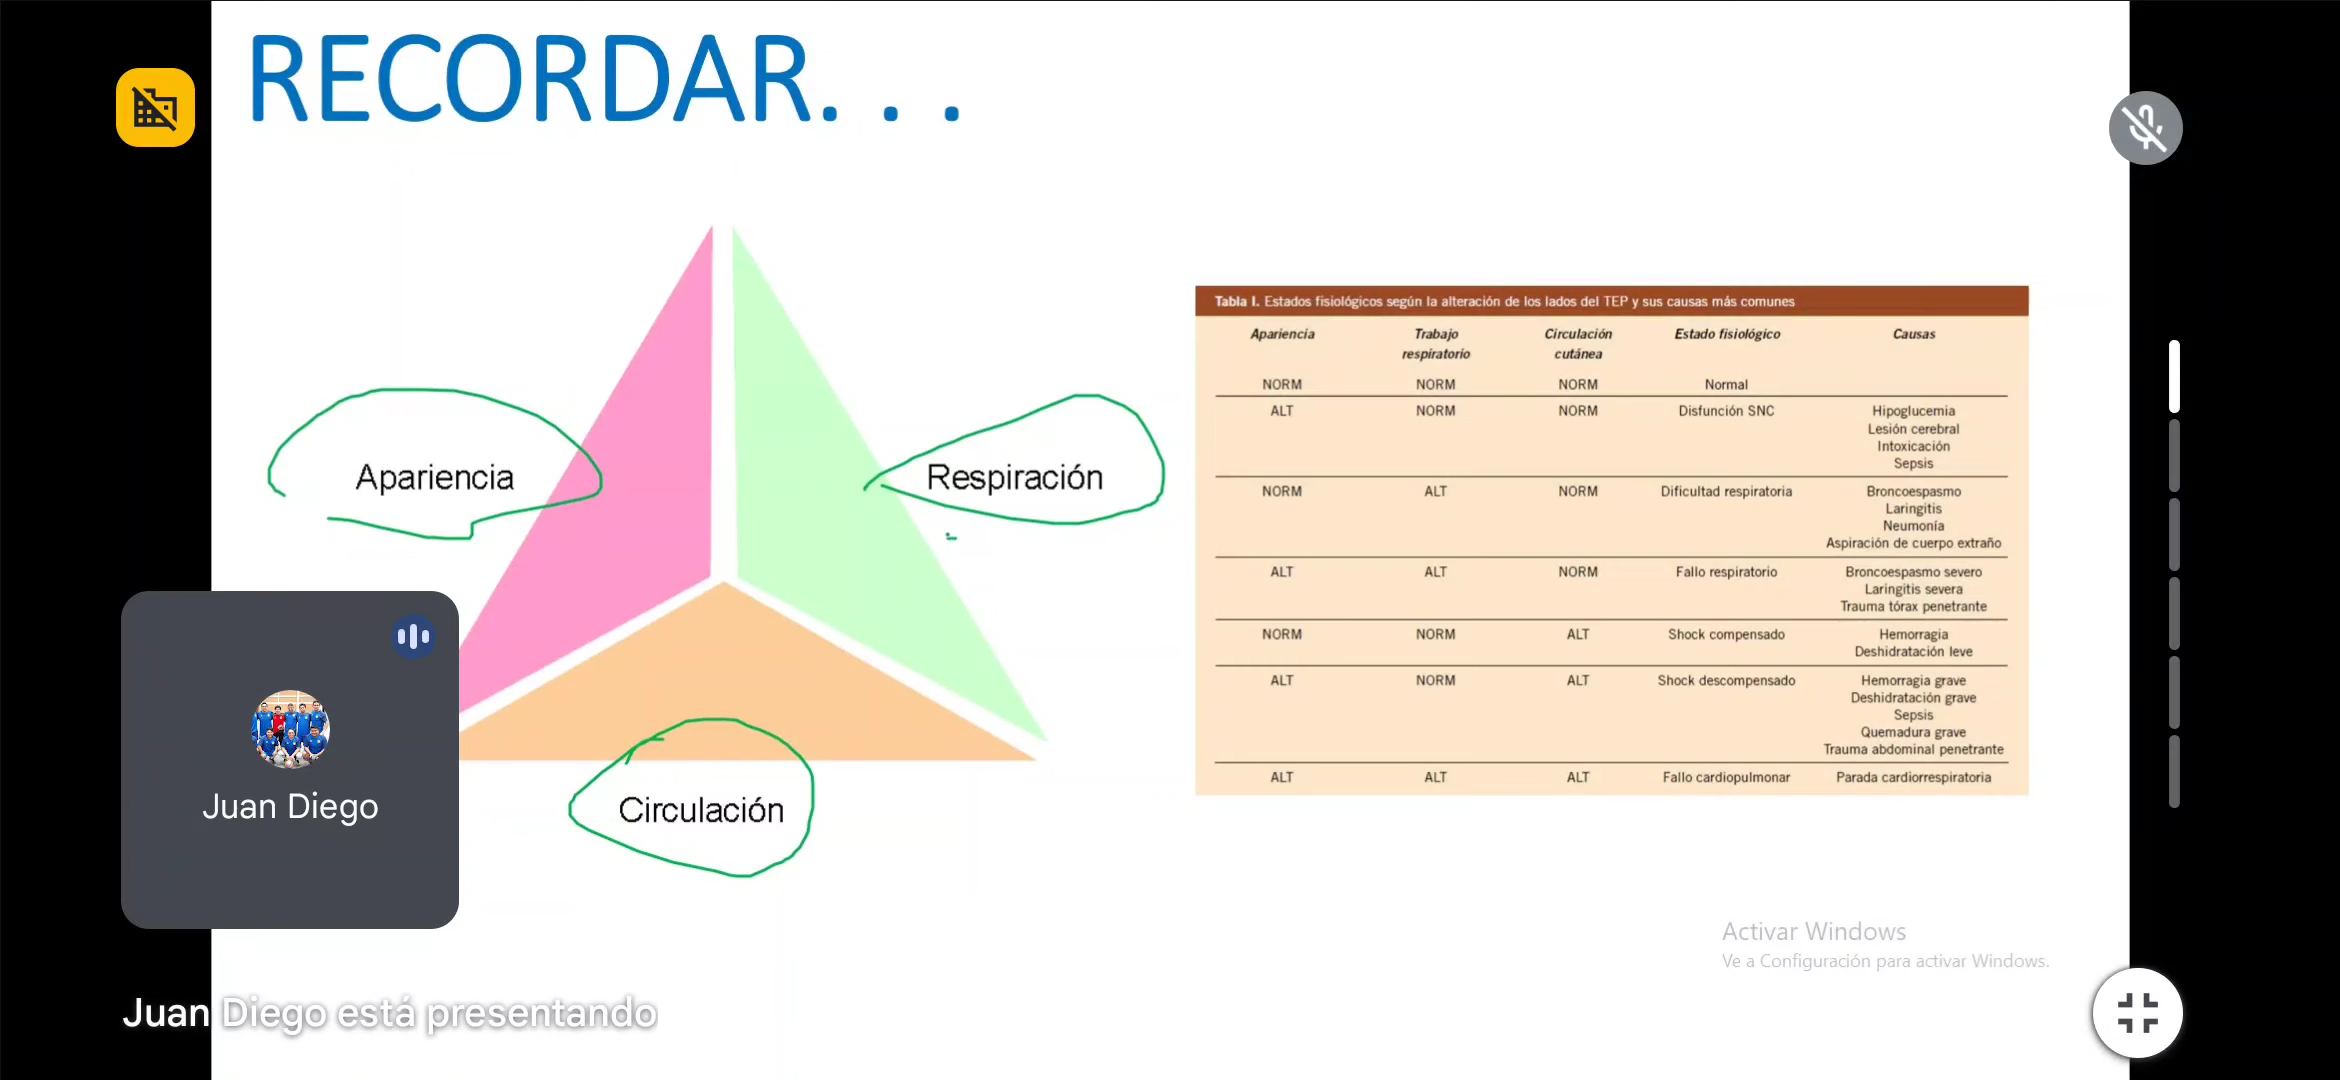 RECORDAR. . .
Apariencia
Respiración
Circulación
Tabla I. Estados fisiológicos según la alteración de los lados del TEP y sus causas más comunes
Apariencia Trabajo respiratorio Circulación cutánea Estado fisiológico Causas
NORM NORM NORM Normal
ALT NORM NORM Disfunción SNC Hipoglucemia
Lesión cerebral
Intoxicación
Sepsis
NORM ALT NORM Dificultad respiratoria Broncoespasmo
Laringitis
Neumonía
Aspiración de cuerpo extraño
ALT ALT NORM Fallo respiratorio Broncoespasmo severo
Laringitis severa
Trauma tórax penetrante
NORM NORM ALT Shock compensado Hemorragia
Deshidratación leve
ALT NORM ALT Shock descompensado Hemorragia grave
Deshidratación grave
Sepsis
Quemadura grave
Trauma abdominal penetrante
ALT ALT ALT Fallo cardiopulmonar Parada cardiorrespiratoria
Juan Diego
Activar Windows
Ve a Configuración para activar Windows.
Juan Diego está presentando